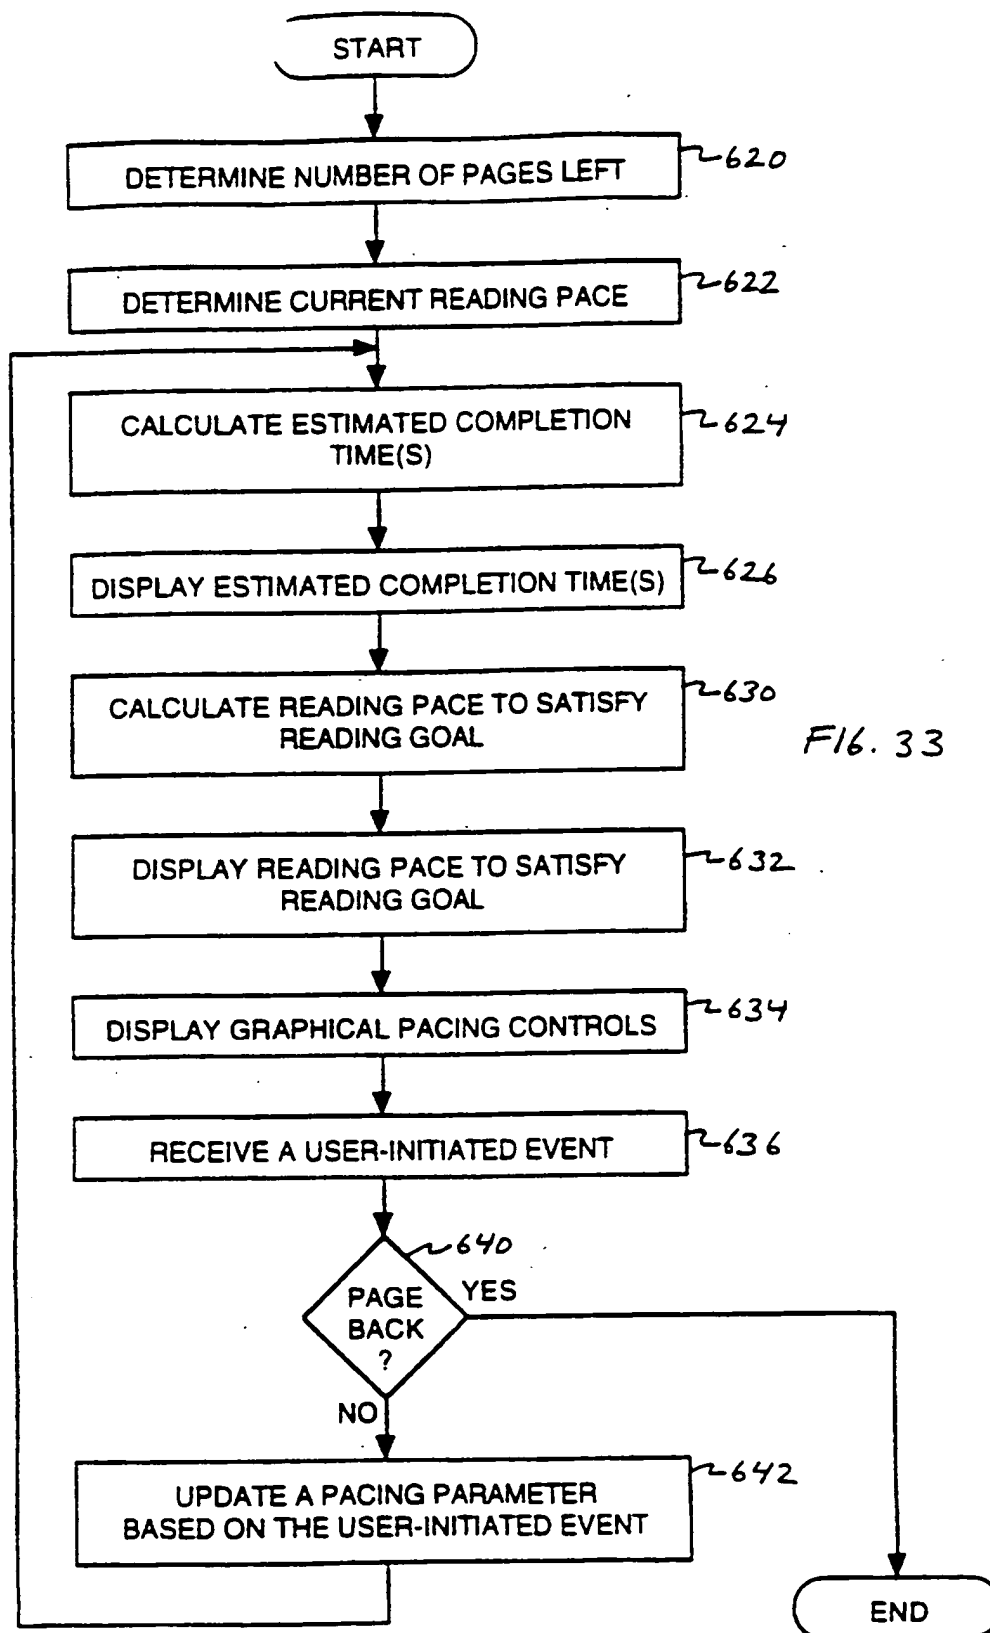 START
DETERMINE NUMBER OF PAGES LEFT
620
DETERMINE CURRENT READING PACE
622
CALCULATE ESTIMATED COMPLETION
TIME(S)
624
DISPLAY ESTIMATED COMPLETION TIME(S)
626
CALCULATE READING PACE TO SATISFY
READING GOAL
630
FIG. 33
DISPLAY READING PACE TO SATISFY
READING GOAL
632
DISPLAY GRAPHICAL PACING CONTROLS
634
RECEIVE A USER-INITIATED EVENT
636
640
PAGE
BACK
?
YES
NO
UPDATE A PACING PARAMETER
BASED ON THE USER-INITIATED EVENT
642
END